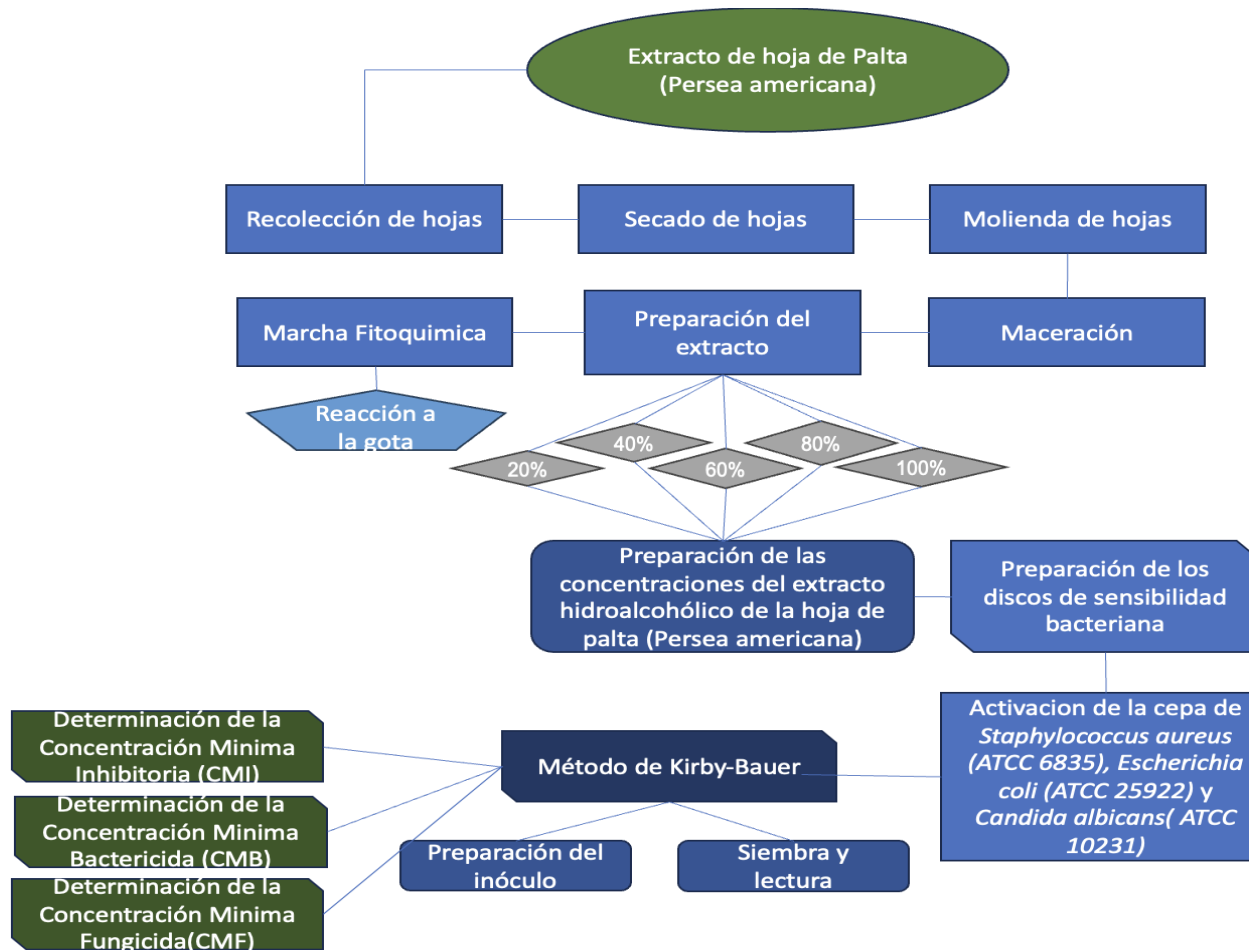 Extracto de hoja de Palta
(Persea americana)
Recolección de hojas
Secado de hojas
Molienda de hojas
Marcha Fitoquimica
Preparación del
extracto
Maceración
Reacción a
la gota
40%
80%
20%
60%
100%
Preparación de las
concentraciones del extracto
hidroalcohólico de la hoja de
palta (Persea americana)
Preparación de los
discos de sensibilidad
bacteriana
Determinación de la
Concentración Minima
Inhibitoria (CMI)
Determinación de la
Concentración Minima
Bactericida (CMB)
Determinación de la
Concentración Minima
Fungicida(CMF)
Método de Kirby-Bauer
Preparación del
inóculo
Siembra y
lectura
Activacion de la cepa de
Staphylococcus aureus
(ATCC 6835), Escherichia
coli (ATCC 25922) y
Candida albicans( ATCC
10231)